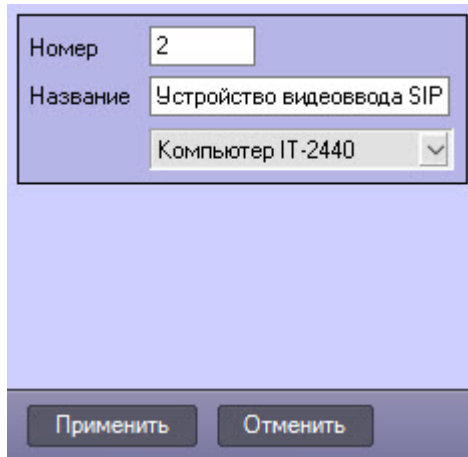 Номер 2
Название Устройство видеоввода SIP
Компьютер IT-2440
Применить Отменить